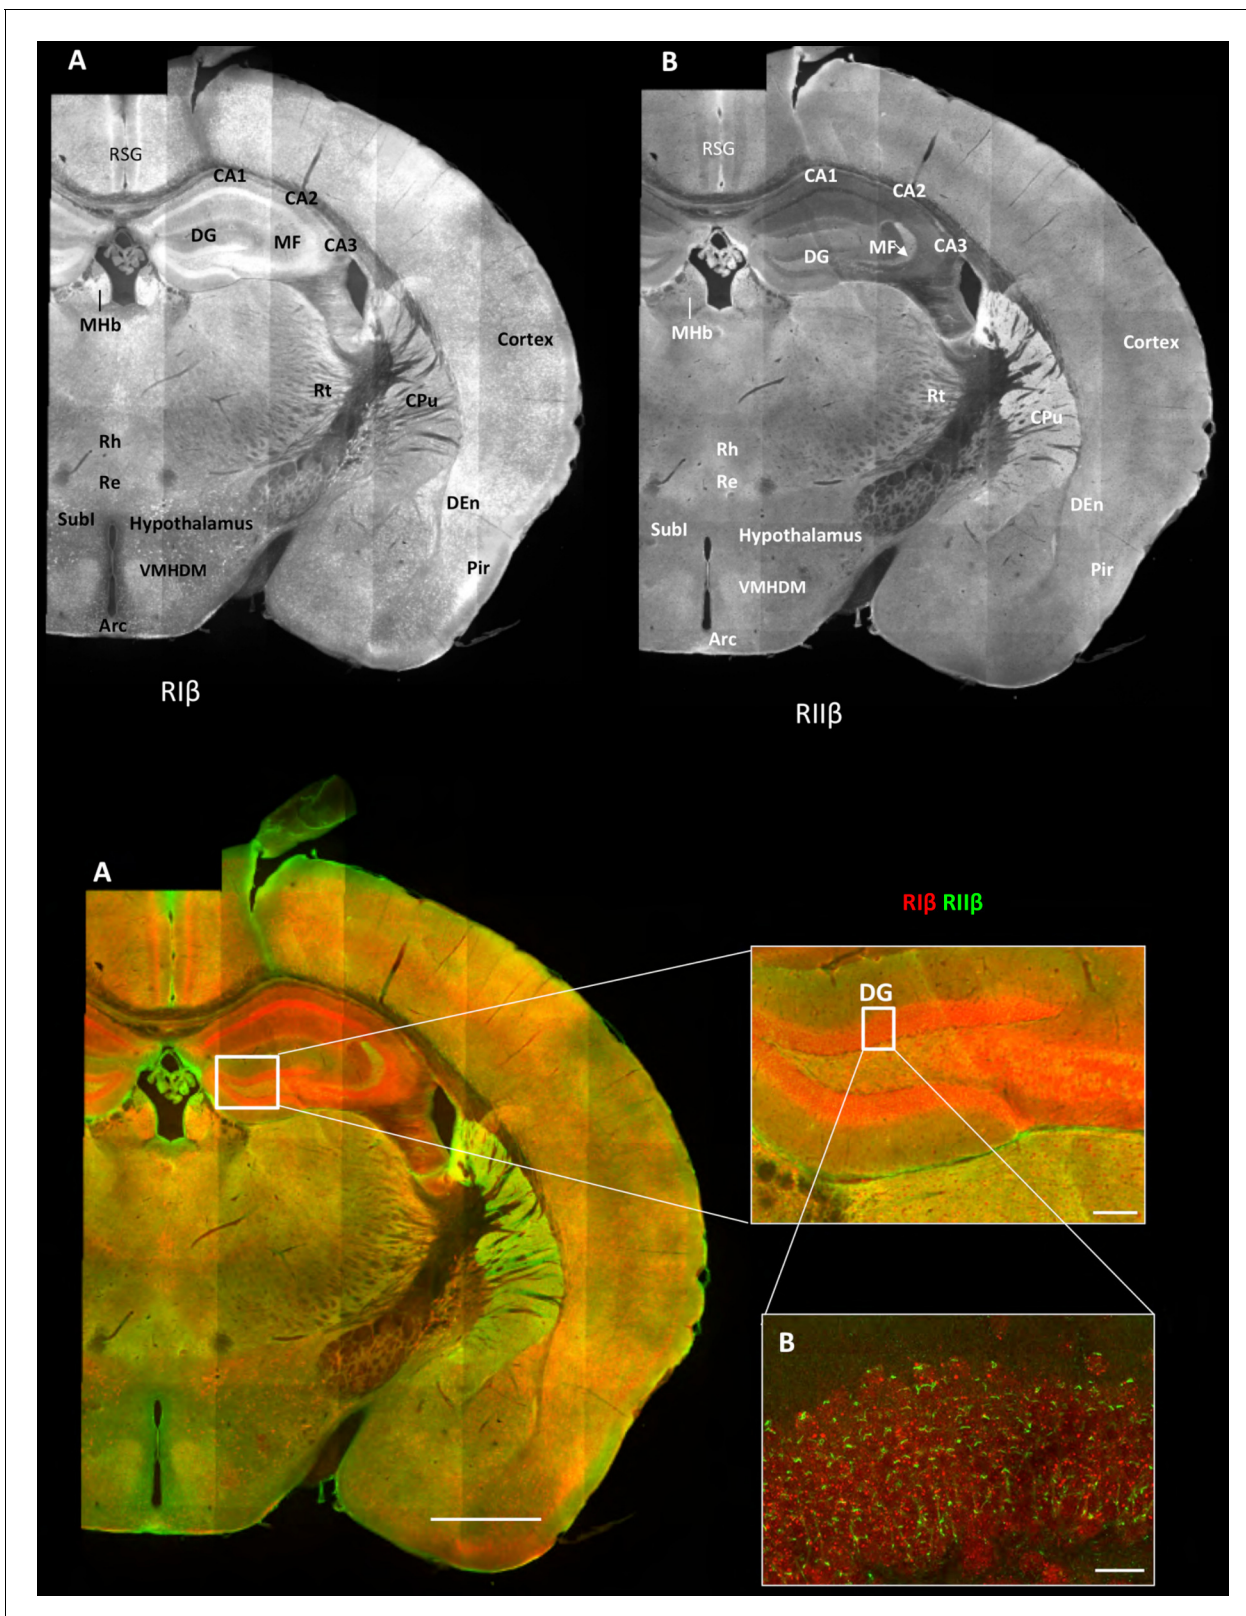 A
RSG
CA1
CA2
DG
MF
CA3
MHb
Cortex
Rt
CPu
Rh
Re
DEn
SubI
Hypothalamus
VMHDM
Pir
Arc
RIβ
B
RSG
CA1
CA2
DG
MF
CA3
MHb
Cortex
Rt
CPu
Rh
Re
DEn
SubI
Hypothalamus
Pir
VMHDM
Arc
RIIβ
A
RIβ RIIβ
DG
B